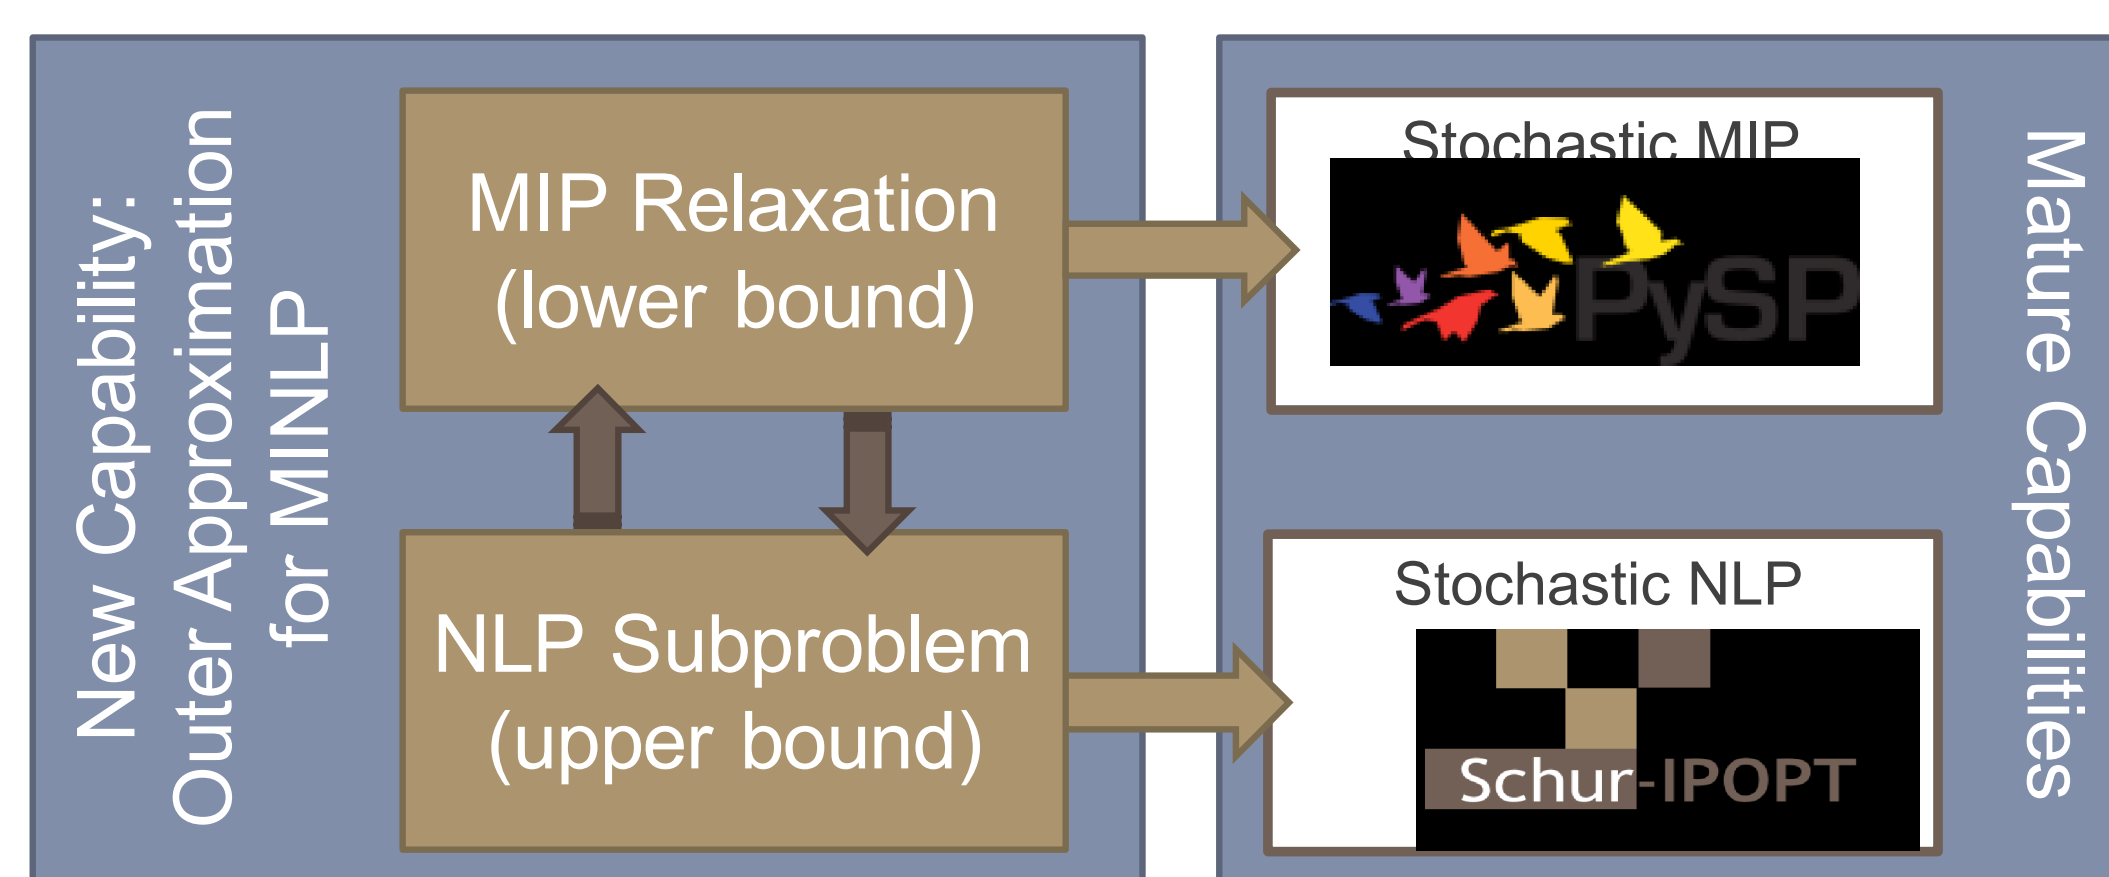 New Capability:
Outer Approximation
for MINLP
MIP Relaxation
(lower bound)
NLP Subproblem
(upper bound)
Stochastic MIP
PySP
Stochastic NLP
Schur-IPOPT
Mature Capabilities